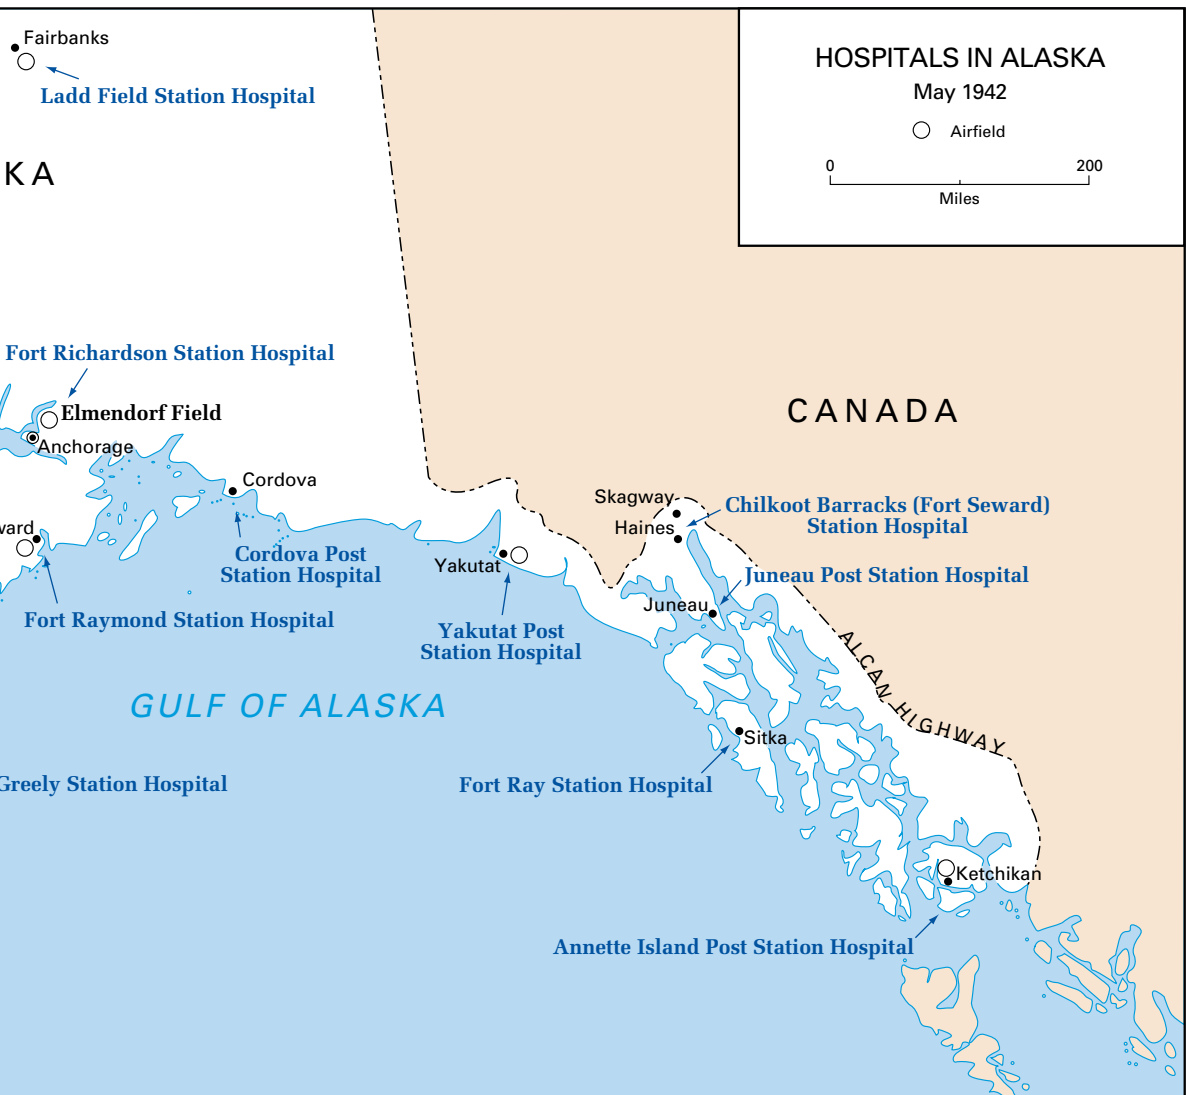 Fairbanks
Ladd Field Station Hospital
HOSPITALS IN ALASKA
May 1942
Airfield
0 200
Miles
KA
Fort Richardson Station Hospital
Elmendorf Field
Anchorage
CANADA
Cordova
Skagway
Haines
Chilkoot Barracks (Fort Seward)
Station Hospital
ward
Cordova Post
Station Hospital
Yakutat
Juneau Post Station Hospital
Juneau
Fort Raymond Station Hospital
Yakutat Post
Station Hospital
ALCAN HIGHWAY
GULF OF ALASKA
Sitka
Greely Station Hospital
Fort Ray Station Hospital
Ketchikan
Annette Island Post Station Hospital